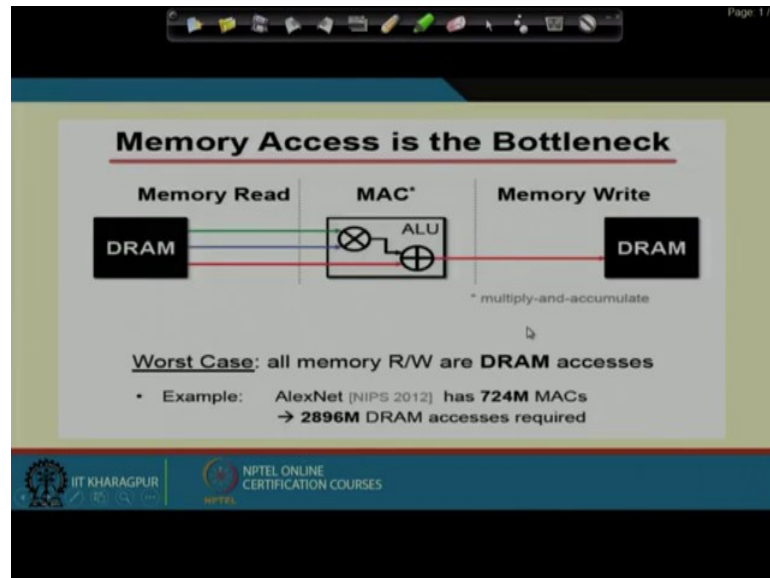 Page: 1 /
Memory Access is the Bottleneck
Memory Read
MAC*
Memory Write
DRAM
ALU
DRAM
* multiply-and-accumulate
Worst Case: all memory R/W are DRAM accesses
• Example: AlexNet [NIPS 2012] has 724M MACs
→ 2896M DRAM accesses required
IIT KHARAGPUR
NPTEL
NPTEL ONLINE
CERTIFICATION COURSES